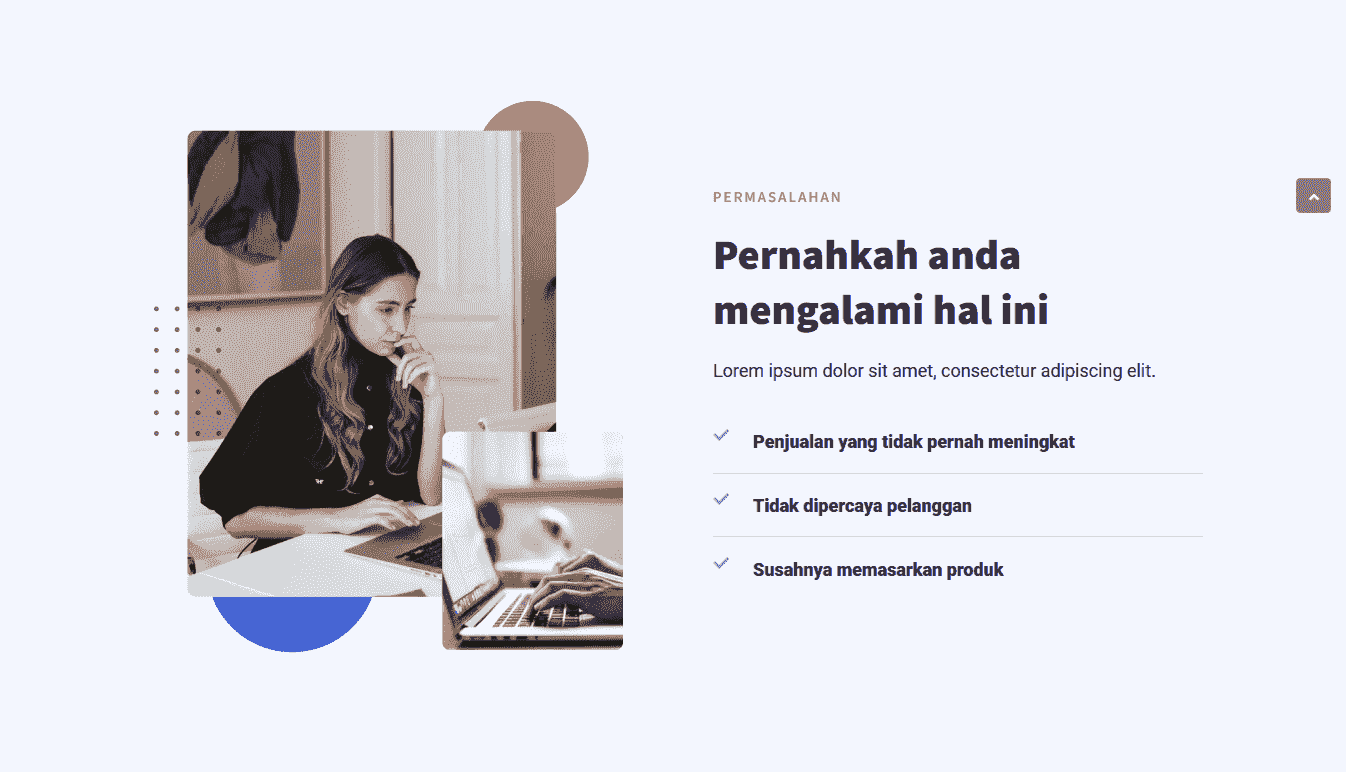 PERMASALAHAN
Pernahkah anda
mengalami hal ini
Lorem ipsum dolor sit amet, consectetur adipiscing elit.
Penjualan yang tidak pernah meningkat
Tidak dipercaya pelanggan
Susahnya memasarkan produk